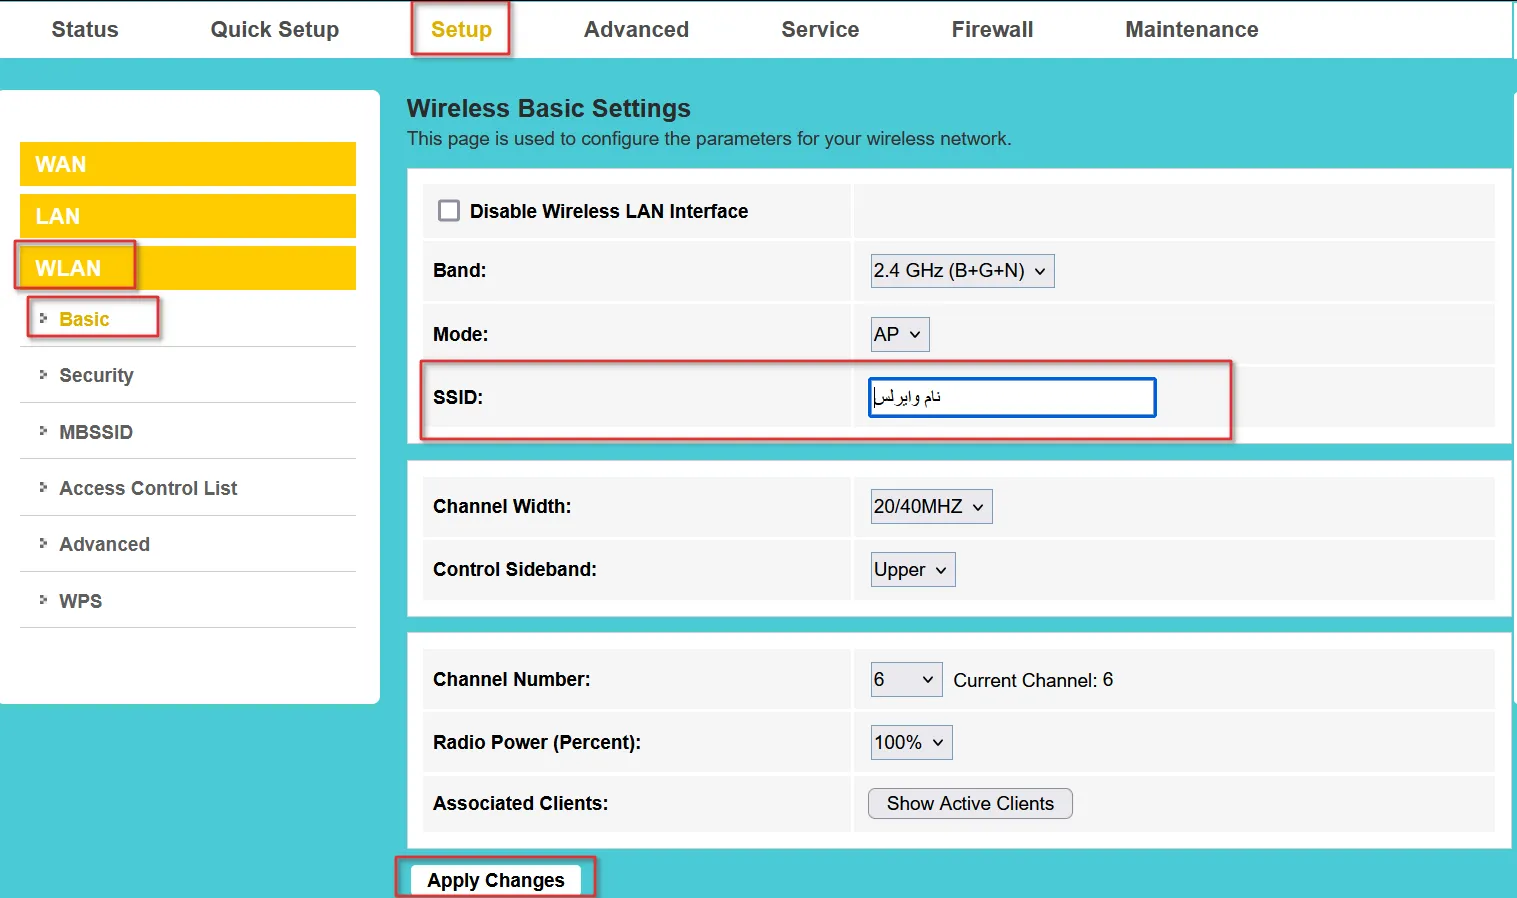 Status Quick Setup Setup Advanced Service Firewall Maintenance
WAN
LAN
WLAN
Basic
Security
MBSSID
Access Control List
Advanced
WPS
Wireless Basic Settings
This page is used to configure the parameters for your wireless network.
Disable Wireless LAN Interface
Band: 2.4 GHz (B+G+N)
Mode: AP
SSID: نام وایرلس
Channel Width: 20/40MHZ
Control Sideband: Upper
Channel Number: 6 Current Channel: 6
Radio Power (Percent): 100%
Associated Clients: Show Active Clients
Apply Changes